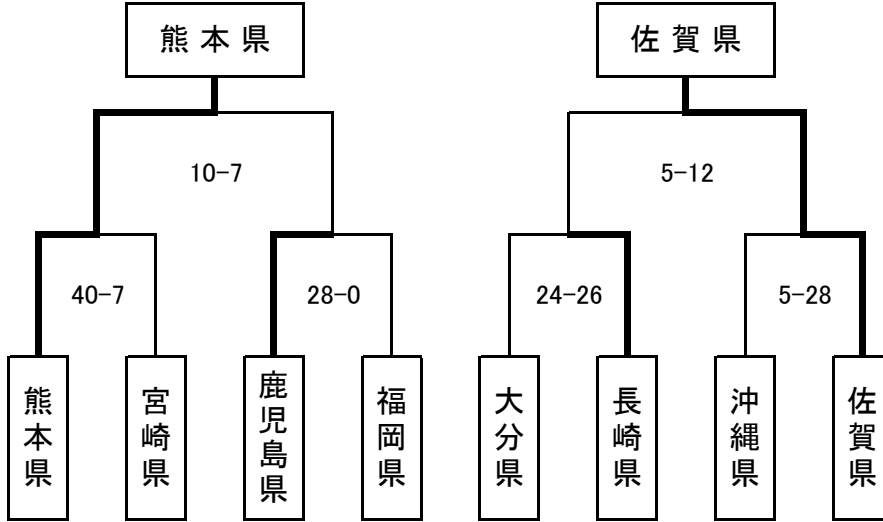 熊本県 佐賀県
10-7 5-12
40-7 28-0 24-26 5-28
熊本県
宮崎県
鹿児島県
福岡県
大分県
長崎県
沖縄県
佐賀県